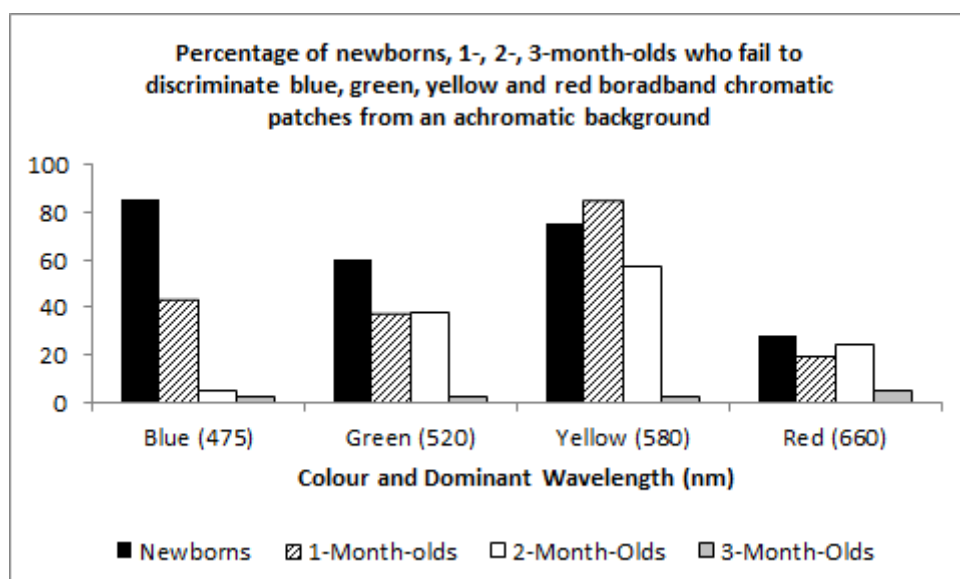 Percentage of newborns, 1-, 2-, 3-month-olds who fail to
discriminate blue, green, yellow and red boradband chromatic
patches from an achromatic background
100
80
60
40
20
0
Blue (475) Green (520) Yellow (580) Red (660)
Colour and Dominant Wavelength (nm)
Newborns 1-Month-olds 2-Month-Olds 3-Month-Olds